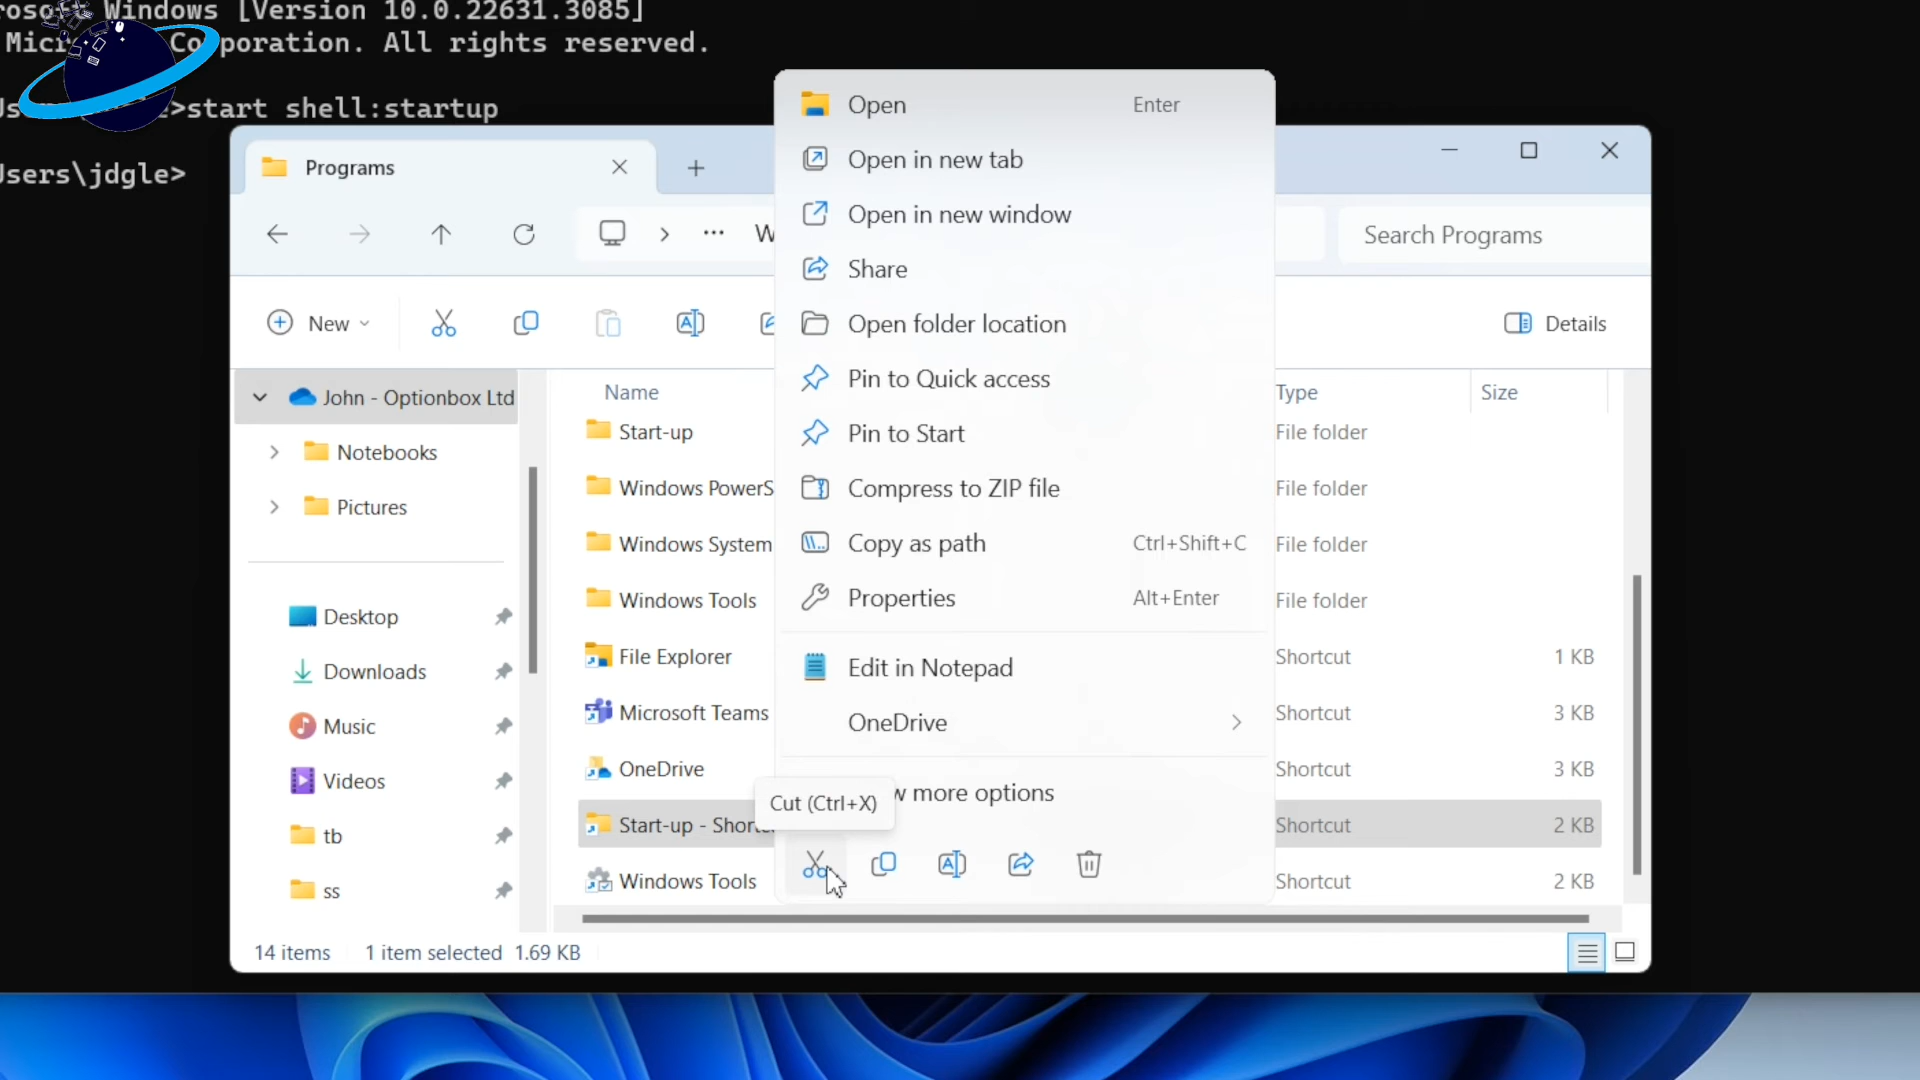 Windows [Version 10.0.22631.3085]
Corporation. All rights reserved.
>start shell:startup
Users\jdgle>
Programs
Search Programs
New
Details
John - Optionbox Ltd
Notebooks
Pictures
Desktop
Downloads
Music
Videos
tb
ss
Name
Type
Size
Start-up
File folder
File folder
Windows System
File folder
Windows Tools
File folder
File Explorer
Shortcut
1 KB
Microsoft Teams
Shortcut
3 KB
OneDrive
Shortcut
3 KB
Start-up -
Shortcut
2 KB
Windows Tools
Shortcut
2 KB
Open
Enter
Open in new tab
Open in new window
Share
Open folder location
Pin to Quick access
Pin to Start
Compress to ZIP file
Copy as path
Ctrl+Shift+C
Properties
Alt+Enter
Edit in Notepad
OneDrive
more options
Cut (Ctrl+X)
14 items
1 item selected 1.69 KB